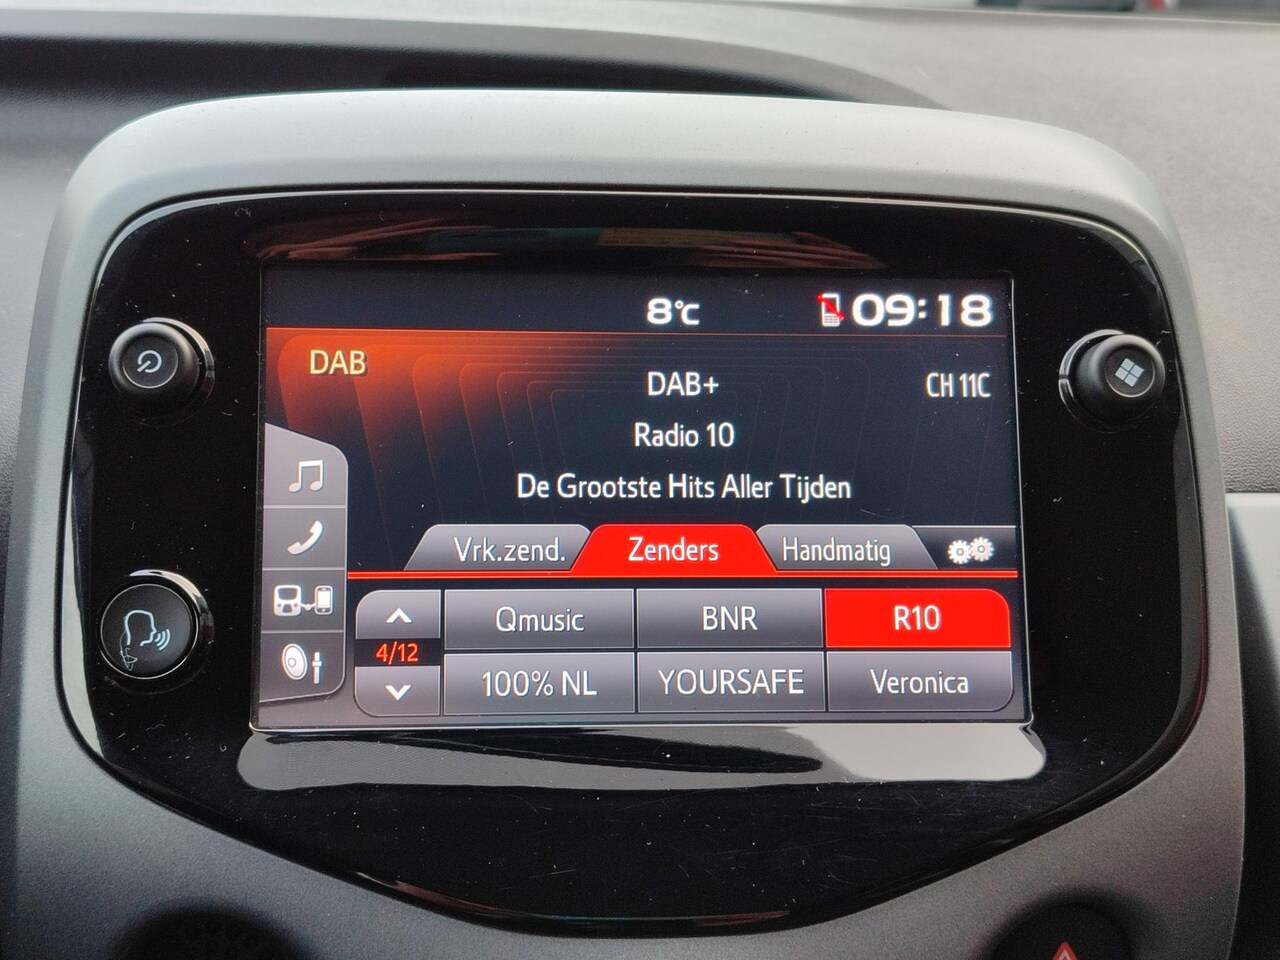 8°C 09:18
DAB
DAB+ CH 11C
Radio 10
De Grootste Hits Aller Tijden
Vrk.zend. Zenders Handmatig
Qmusic BNR R10
4/12
100% NL YOURSAFE Veronica